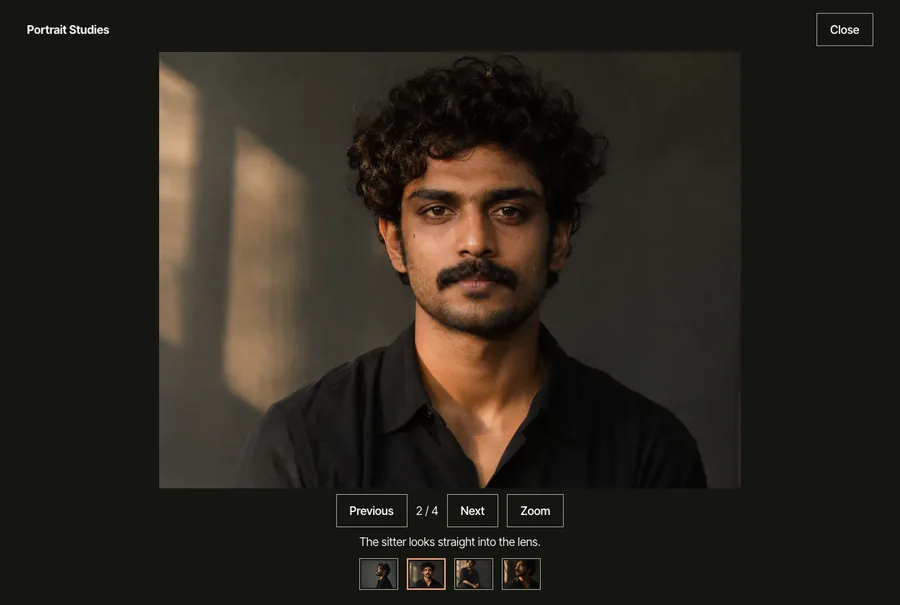 Portrait Studies
Close
Previous
2 / 4
Next
Zoom
The sitter looks straight into the lens.